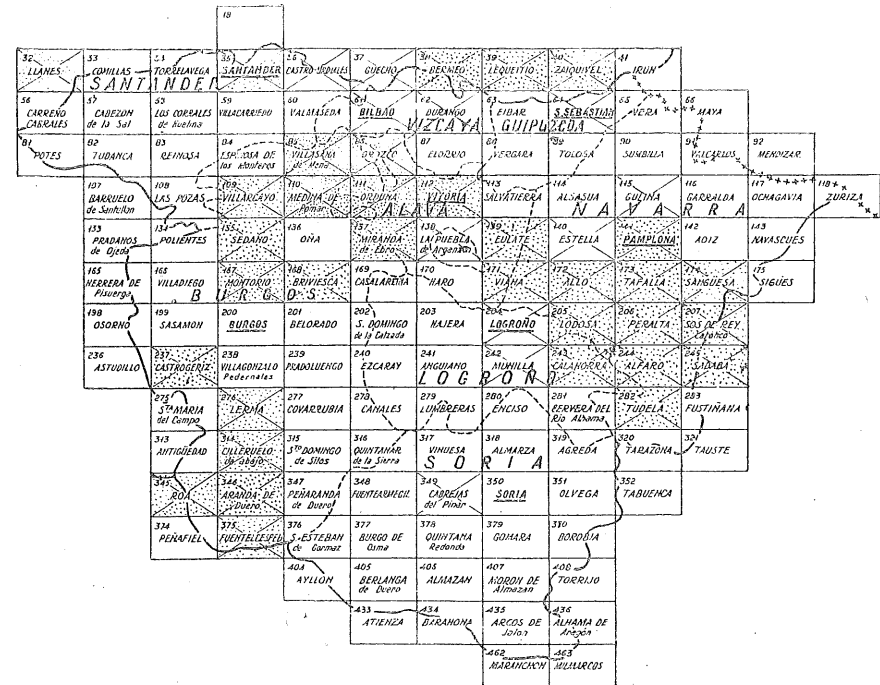 19
32 33 34 35 36 37 38 39 40 41
LLANES COMILLAS TORRELAVEGA SANTANDER CASTRO-URDIALES GUECHO BERMEO LEQUEITIO ZAIQUIVEL IRUN
SANTANDER
56 57 58 59 60 61 62 63 64 65 66
CARREÑO CABRALES CABEZON de la Sal LOS CORRALES de Buelna VILLACARRIEDO VALMASEDA BILBAO DURANGO EIBAR S.SEBASTIAN VERA MAYA
VIZCAYA GUIPUZCOA
81 82 83 84 85 86 87 88 89 90 91 92
POTES TUDANCA REINOSA ESPINOSA de los Monteros VILLASANA de Mena OROZCO ELORRIO VERGARA TOLOSA SUMBILLA VALCARLOS MENDIZAR.
107 108 109 110 111 112 113 114 115 116 117 118
BARRUELO de Santullan LAS ROZAS VILLARCAYO MEDINA de Pomar ORDUÑA VITORIA SALVATIERRA ALSASUA GULINA GARRALDA OCHAGAVIA ZURIZA
ALAVA NAVARRA
133 134 135 136 137 138 139 140 141 142 143
PRADANOS de Ojeda POLIENTES SEDANO OÑA MIRANDA de Ebro LA PUEBLA de Arganzon EULATE ESTELLA PAMPLONA AOIZ NAVASCUES
165 166 167 168 169 170 171 172 173 174 175
HERRERA DE Pisuerga VILLADIEGO MONTORIO BRIVIESCA CASALAREINA HARO VIANA ALLO TAFALLA SANGUESA SIGUES
BURGOS
198 199 200 201 202 203 204 205 206 207
OSORNO SASAMON BURGOS BELORADO S. DOMINGO de la Calzada NAJERA LOGROÑO LODOSA PERALTA SOS DE REY Catolico
236 237 238 239 240 241 242 243 244 245
ASTUDILLO CASTROGERIZ VILLAGONZALO Pedernales PRADOLUENGO EZCARAY ANGUIANO MUNILLA CALAHORRA ALFARO SADABA
LOGROÑO
275 276 277 278 279 280 281 282 283
Sta MARIA del Campo LERMA COVARRUBIA CANALES LUMBRERAS ENCISO CERVERA DEL Rio Alhama TUDELA FUSTIÑANA
313 314 315 316 317 318 319 320 321
ANTIGÜEDAD CILLERUELO de abajo Sto DOMINGO de Silos QUINTANAR de la Sierra VINUESA ALMARZA AGREDA TARAZONA TAUSTE
SORIA
345 346 347 348 349 350 351 352
ROA ARANDA DE Duero PEÑARANDA de Duero FUENTEARMEGIL CABREJAS del Pinar SORIA OLVEGA TABUENCA
374 375 376 377 378 379 380
PEÑAFIEL FUENTELCESPED S. ESTEBAN de Gormaz BURGO DE Osma QUINTANA Redonda GOMARA BOROBIA
404 405 406 407 408
AYLLON BERLANGA de Duero ALMAZAN MORON DE Almazan TORRIJO
433 434 435 436
ATIENZA BARAHONA ARCOS DE Jalon ALHAMA DE Aragon
462 463
MARANCHON MILMARCOS